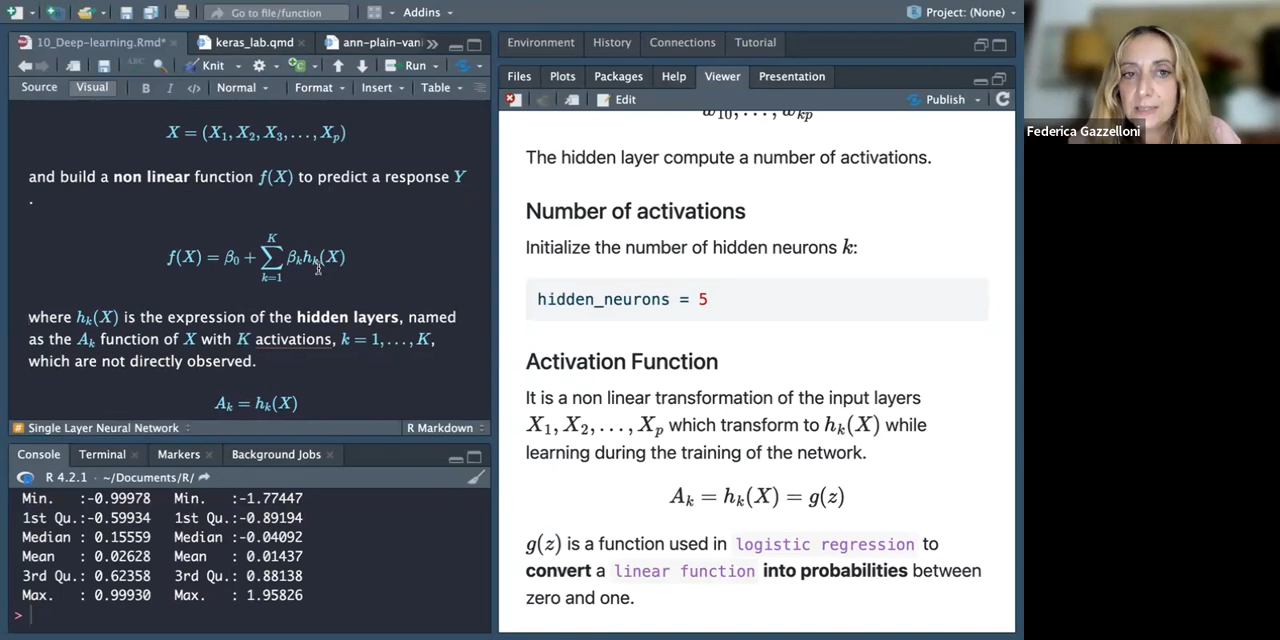 Go to file/function
Addins
Project: (None)
10_Deep-learning.Rmd*
keras_lab.qmd
ann-plain-vani
Knit
Run
Source
Visual
B
I
</>
Normal
Format
Insert
Table
X = (X₁, X₂, X₃, . . . , Xₚ)
and build a non linear function f(X) to predict a response Y
.
f(X) = β₀ + ∑ₖ₌₁ᴷ βₖhₖ(X)
where hₖ(X) is the expression of the hidden layers, named
as the Aₖ function of X with K activations, k = 1, . . . , K,
which are not directly observed.
Aₖ = hₖ(X)
Single Layer Neural Network
R Markdown
Console
Terminal
Markers
Background Jobs
R 4.2.1 · ~/Documents/R/
Min. :-0.99978 Min. :-1.77447
1st Qu.:-0.59934 1st Qu.:-0.89194
Median : 0.15559 Median :-0.04092
Mean : 0.02628 Mean : 0.01437
3rd Qu.: 0.62358 3rd Qu.: 0.88138
Max. : 0.99930 Max. : 1.95826
>
Environment
History
Connections
Tutorial
Files
Plots
Packages
Help
Viewer
Presentation
Edit
Publish
w₁₀, . . . , wₖₚ
The hidden layer compute a number of activations.
Number of activations
Initialize the number of hidden neurons k:
hidden_neurons = 5
Activation Function
It is a non linear transformation of the input layers
X₁, X₂, . . . , Xₚ which transform to hₖ(X) while
learning during the training of the network.
Aₖ = hₖ(X) = g(z)
g(z) is a function used in logistic regression to
convert a linear function into probabilities between
zero and one.
Federica Gazzelloni